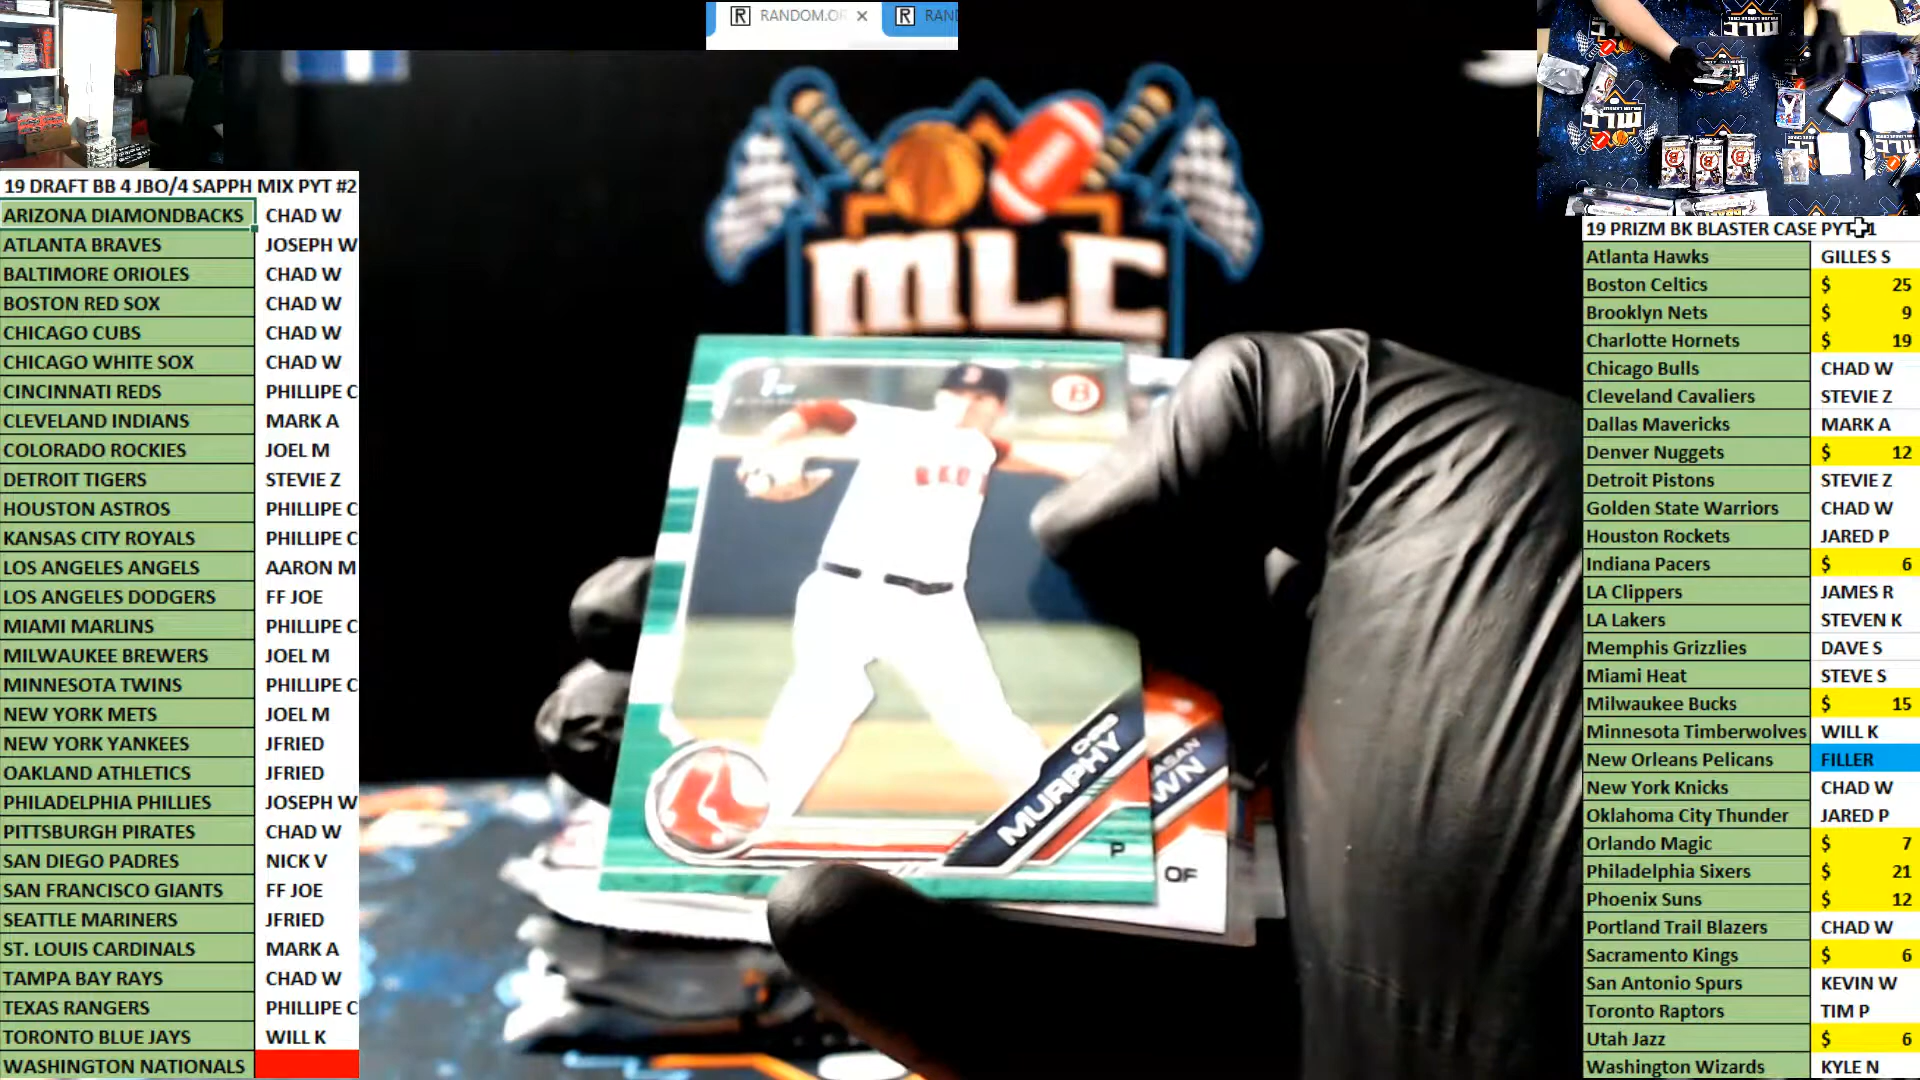 RANDOM.OR
RAND
19 DRAFT BB 4 JBO/4 SAPPH MIX PYT #2
ARIZONA DIAMONDBACKS CHAD W
ATLANTA BRAVES JOSEPH W
BALTIMORE ORIOLES CHAD W
BOSTON RED SOX CHAD W
CHICAGO CUBS CHAD W
CHICAGO WHITE SOX CHAD W
CINCINNATI REDS PHILLIPE C
CLEVELAND INDIANS MARK A
COLORADO ROCKIES JOEL M
DETROIT TIGERS STEVIE Z
HOUSTON ASTROS PHILLIPE C
KANSAS CITY ROYALS PHILLIPE C
LOS ANGELES ANGELS AARON M
LOS ANGELES DODGERS FF JOE
MIAMI MARLINS PHILLIPE C
MILWAUKEE BREWERS JOEL M
MINNESOTA TWINS PHILLIPE C
NEW YORK METS JOEL M
NEW YORK YANKEES JFRIED
OAKLAND ATHLETICS JFRIED
PHILADELPHIA PHILLIES JOSEPH W
PITTSBURGH PIRATES CHAD W
SAN DIEGO PADRES NICK V
SAN FRANCISCO GIANTS FF JOE
SEATTLE MARINERS JFRIED
ST. LOUIS CARDINALS MARK A
TAMPA BAY RAYS CHAD W
TEXAS RANGERS PHILLIPE C
TORONTO BLUE JAYS WILL K
WASHINGTON NATIONALS
MLC
B
MURPHY
P
WN
OF
19 PRIZM BK BLASTER CASE PYT 1
Atlanta Hawks GILLES S
Boston Celtics $ 25
Brooklyn Nets $ 9
Charlotte Hornets $ 19
Chicago Bulls CHAD W
Cleveland Cavaliers STEVIE Z
Dallas Mavericks MARK A
Denver Nuggets $ 12
Detroit Pistons STEVIE Z
Golden State Warriors CHAD W
Houston Rockets JARED P
Indiana Pacers $ 6
LA Clippers JAMES R
LA Lakers STEVEN K
Memphis Grizzlies DAVE S
Miami Heat STEVE S
Milwaukee Bucks $ 15
Minnesota Timberwolves WILL K
New Orleans Pelicans FILLER
New York Knicks CHAD W
Oklahoma City Thunder JARED P
Orlando Magic $ 7
Philadelphia Sixers $ 21
Phoenix Suns $ 12
Portland Trail Blazers CHAD W
Sacramento Kings $ 6
San Antonio Spurs KEVIN W
Toronto Raptors TIM P
Utah Jazz $ 6
Washington Wizards KYLE N